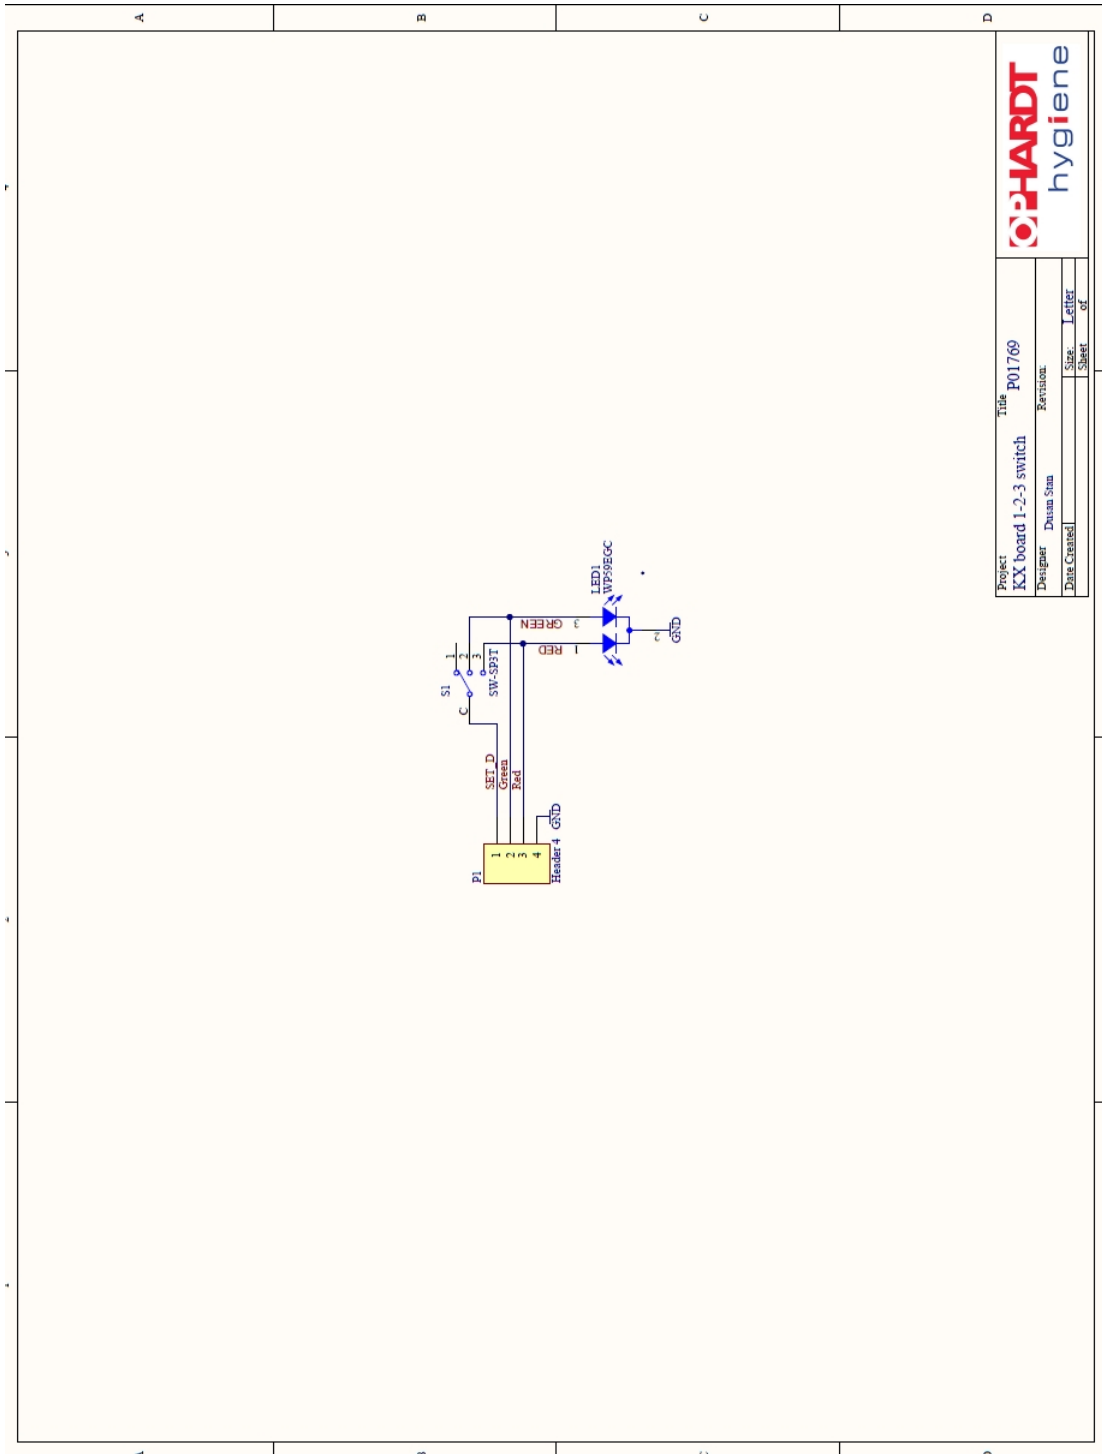 A
B
C
D
S1
C
1
2
3
SW-SP3T
P1
1
2
3
4
Header 4
SET_D
Green
Red
GND
GREEN
RED
3
1
2
LED1
WP59EGC
GND
Project
KX board 1-2-3 switch
Title
P01769
Designer
Dusan Stan
Revision:
Date Created
Size: Letter
Sheet of
OPHARDT
hygiene